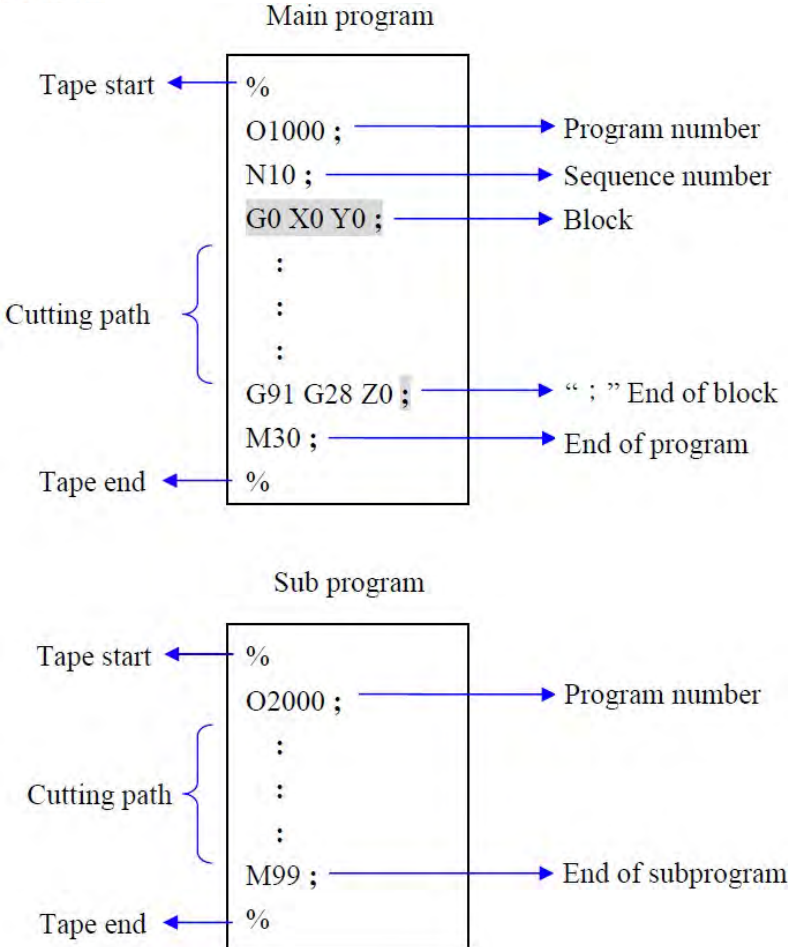 Main program
Tape start %
O1000 ; Program number
N10 ; Sequence number
G0 X0 Y0 ; Block
:
Cutting path :
:
G91 G28 Z0 ; “ ; ” End of block
M30 ; End of program
Tape end %
Sub program
Tape start %
O2000 ; Program number
:
Cutting path :
:
M99 ; End of subprogram
Tape end %